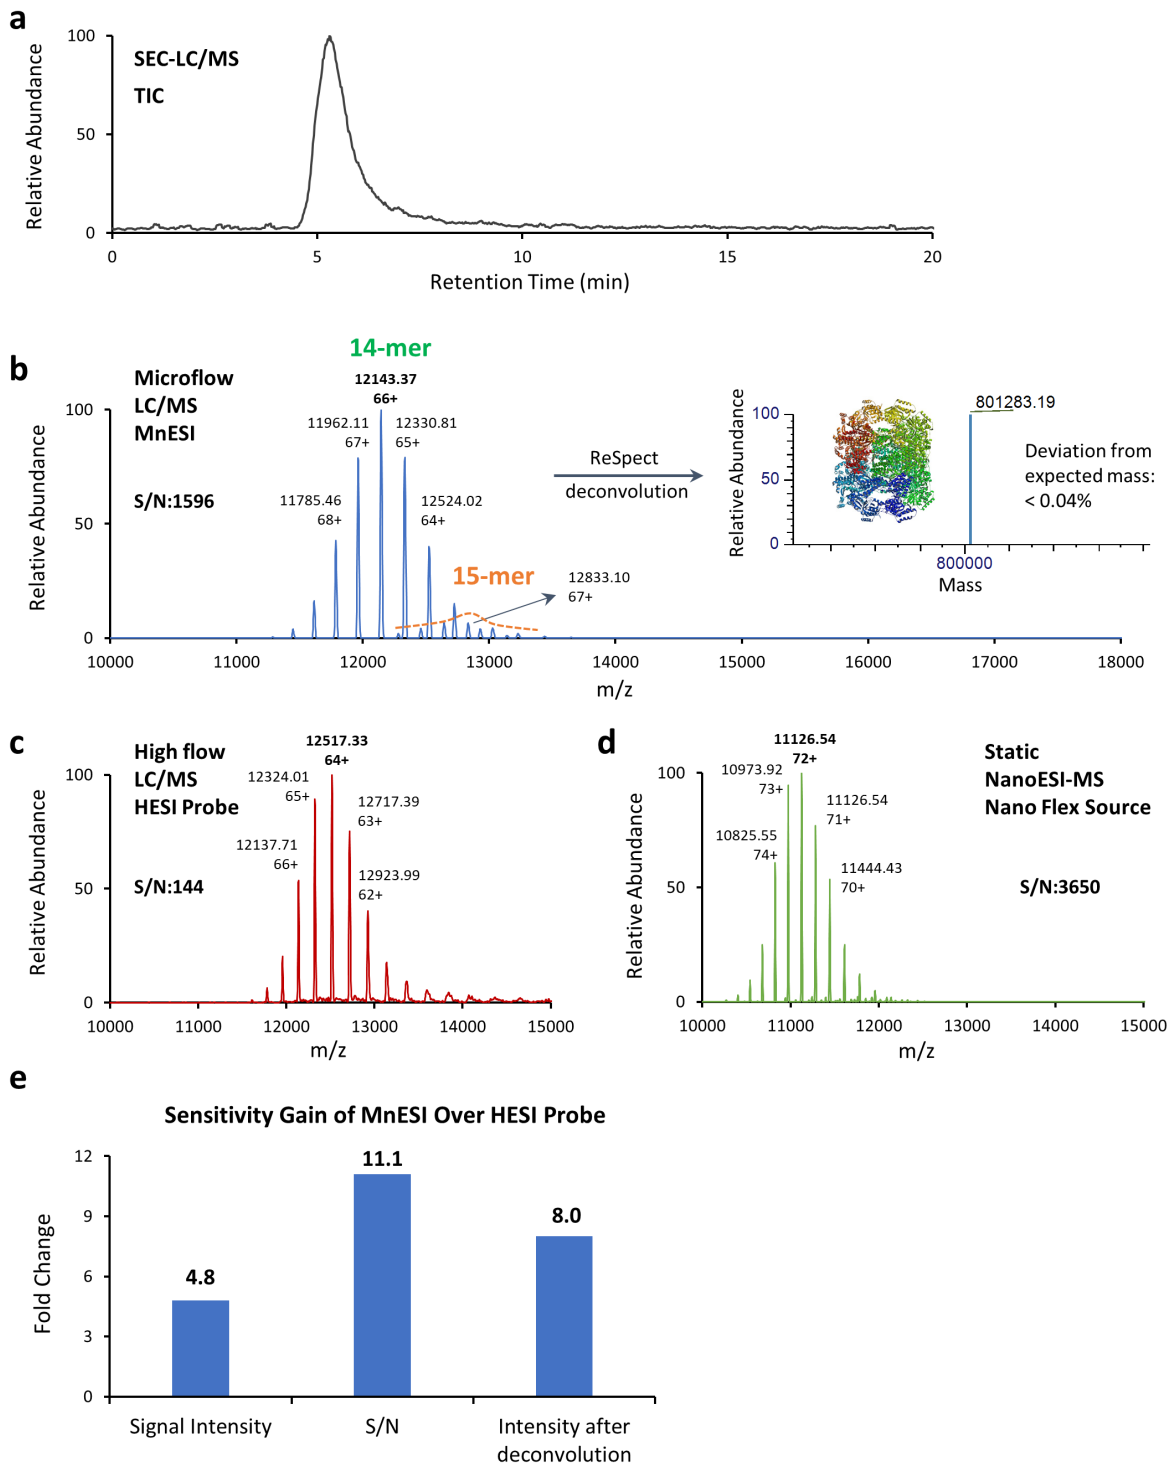 a
SEC-LC/MS
TIC
Relative Abundance
100
50
0
0 5 10 15 20
Retention Time (min)
b
Microflow
LC/MS
MnESI
S/N:1596
14-mer
12143.37
66+
11962.11
67+
12330.81
65+
11785.46
68+
12524.02
64+
15-mer
12833.10
67+
Relative Abundance
100
50
0
10000 11000 12000 13000 14000 15000 16000 17000 18000
m/z
ReSpect
deconvolution
Relative Abundance
100
50
0
801283.19
Deviation from
expected mass:
< 0.04%
800000
Mass
c
High flow
LC/MS
HESI Probe
S/N:144
12517.33
64+
12324.01
65+
12717.39
63+
12137.71
66+
12923.99
62+
Relative Abundance
100
50
0
10000 11000 12000 13000 14000 15000
m/z
d
Static
NanoESI-MS
Nano Flex Source
S/N:3650
11126.54
72+
10973.92
73+
11126.54
71+
10825.55
74+
11444.43
70+
Relative Abundance
100
50
0
10000 11000 12000 13000 14000 15000
m/z
e
Sensitivity Gain of MnESI Over HESI Probe
Fold Change
12
9
6
3
0
4.8
11.1
8.0
Signal Intensity
S/N
Intensity after
deconvolution